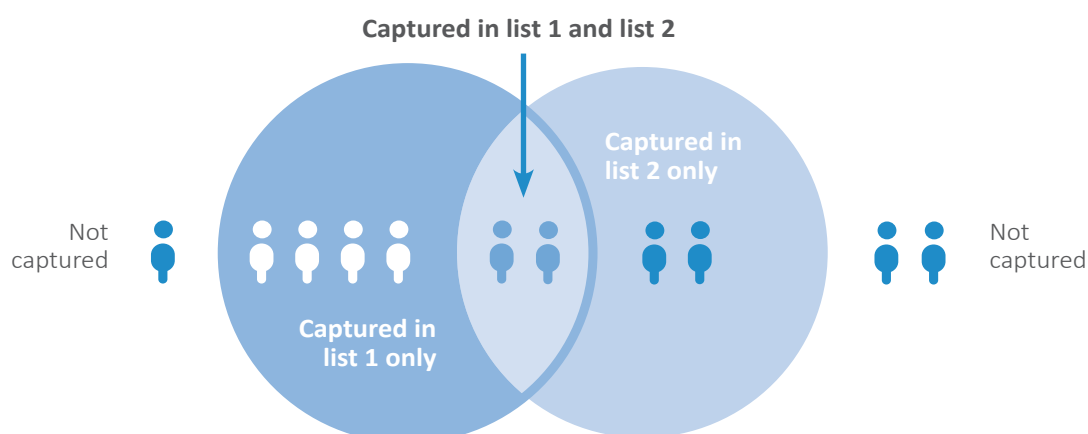 Captured in list 1 and list 2
Captured in
list 2 only
Not
captured
Not
captured
Captured in
list 1 only